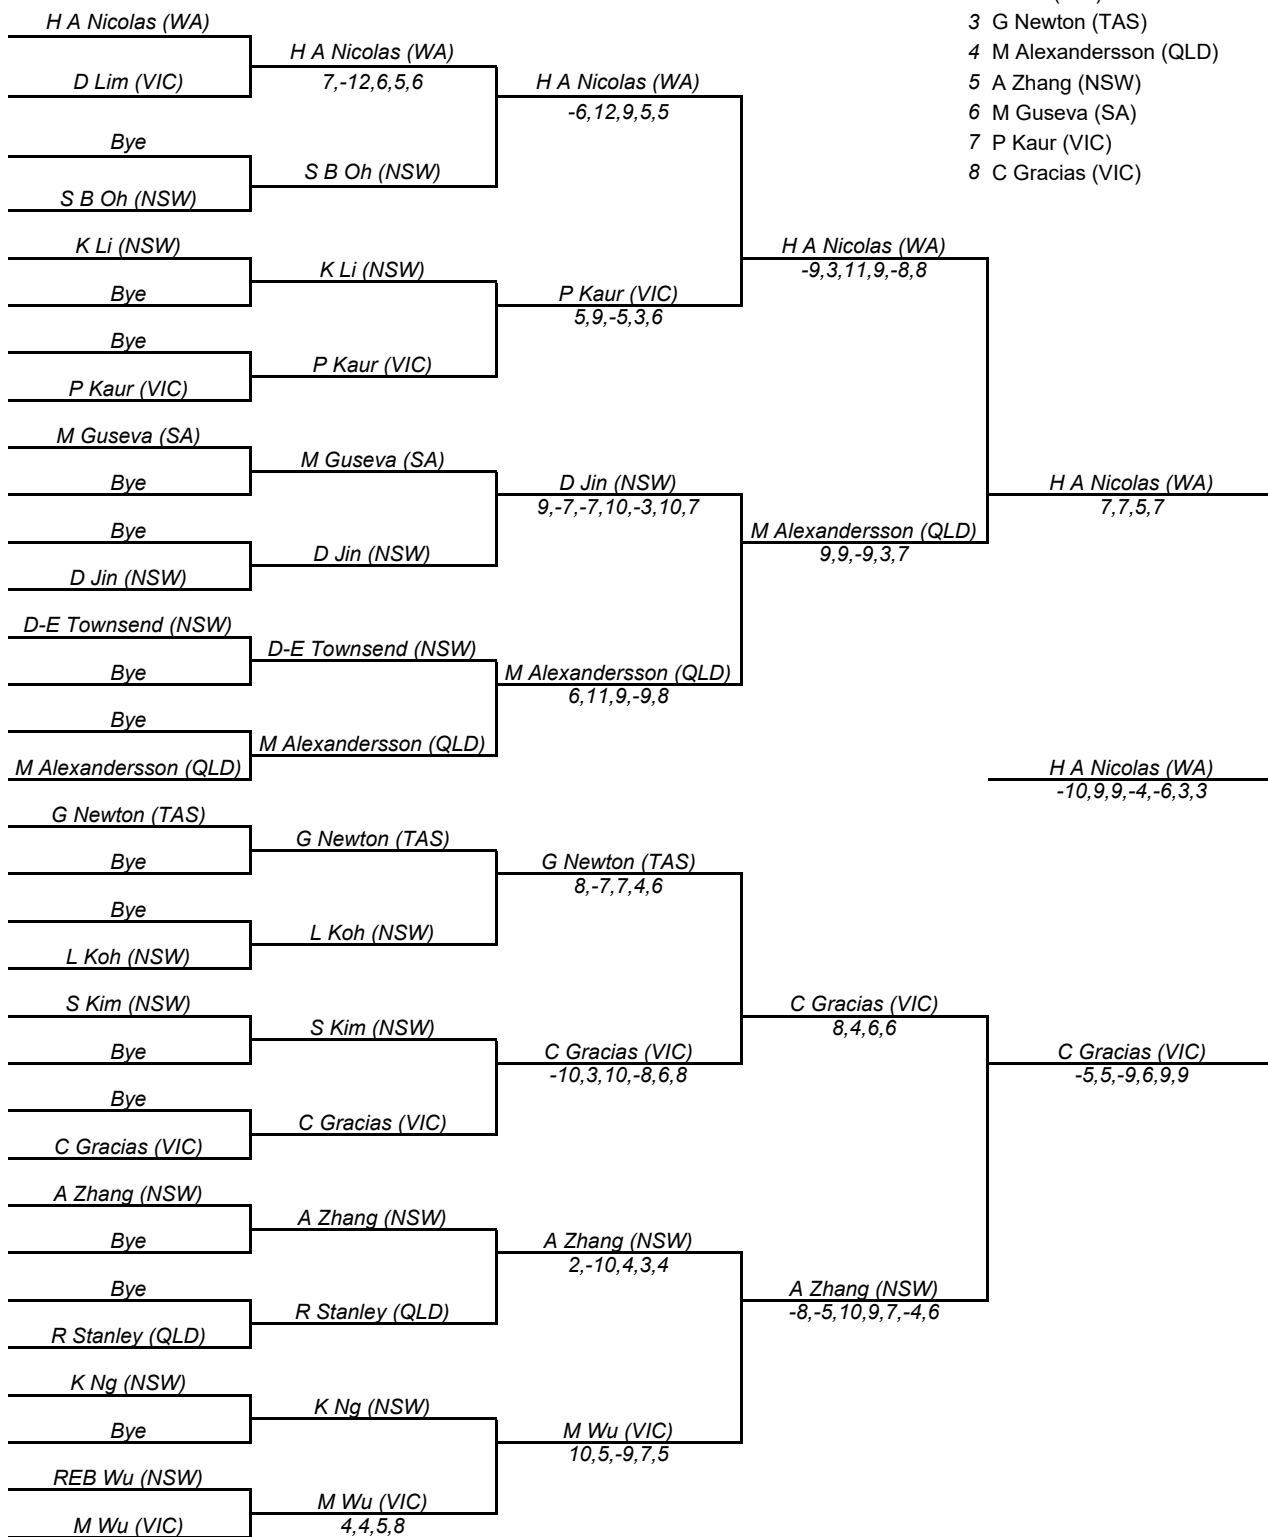 3 G Newton (TAS)
4 M Alexandersson (QLD)
5 A Zhang (NSW)
6 M Guseva (SA)
7 P Kaur (VIC)
8 C Gracias (VIC)
H A Nicolas (WA)
D Lim (VIC)
Bye
S B Oh (NSW)
K Li (NSW)
Bye
Bye
P Kaur (VIC)
M Guseva (SA)
Bye
Bye
D Jin (NSW)
D-E Townsend (NSW)
Bye
Bye
M Alexandersson (QLD)
G Newton (TAS)
Bye
Bye
L Koh (NSW)
S Kim (NSW)
Bye
Bye
C Gracias (VIC)
A Zhang (NSW)
Bye
Bye
R Stanley (QLD)
K Ng (NSW)
Bye
REB Wu (NSW)
M Wu (VIC)
H A Nicolas (WA)
7,-12,6,5,6
S B Oh (NSW)
K Li (NSW)
P Kaur (VIC)
M Guseva (SA)
D Jin (NSW)
D-E Townsend (NSW)
M Alexandersson (QLD)
G Newton (TAS)
L Koh (NSW)
S Kim (NSW)
C Gracias (VIC)
A Zhang (NSW)
R Stanley (QLD)
K Ng (NSW)
M Wu (VIC)
4,4,5,8
H A Nicolas (WA)
-6,12,9,5,5
P Kaur (VIC)
5,9,-5,3,6
D Jin (NSW)
9,-7,-7,10,-3,10,7
M Alexandersson (QLD)
6,11,9,-9,8
G Newton (TAS)
8,-7,7,4,6
C Gracias (VIC)
-10,3,10,-8,6,8
A Zhang (NSW)
2,-10,4,3,4
M Wu (VIC)
10,5,-9,7,5
H A Nicolas (WA)
-9,3,11,9,-8,8
M Alexandersson (QLD)
9,9,-9,3,7
C Gracias (VIC)
8,4,6,6
A Zhang (NSW)
-8,-5,10,9,7,-4,6
H A Nicolas (WA)
7,7,5,7
H A Nicolas (WA)
-10,9,9,-4,-6,3,3
C Gracias (VIC)
-5,5,-9,6,9,9